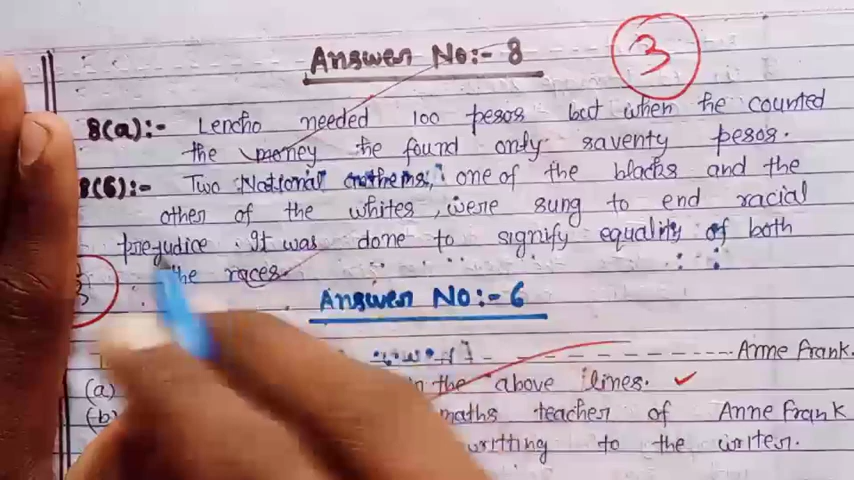 Answer No:- 8
3
8(a):- Lencho needed 100 pesos but when he counted
the money he found only saventy pesos.
8(b):- Two National anthems, one of the blacks and the
other of the whites, were sung to end racial
prejudice. It was done to signify equality of both
the races.
3
Answer No:- 6
Anne Frank.
(a) in the above lines.
(b) maths teacher of Anne Frank
writting to the writer.